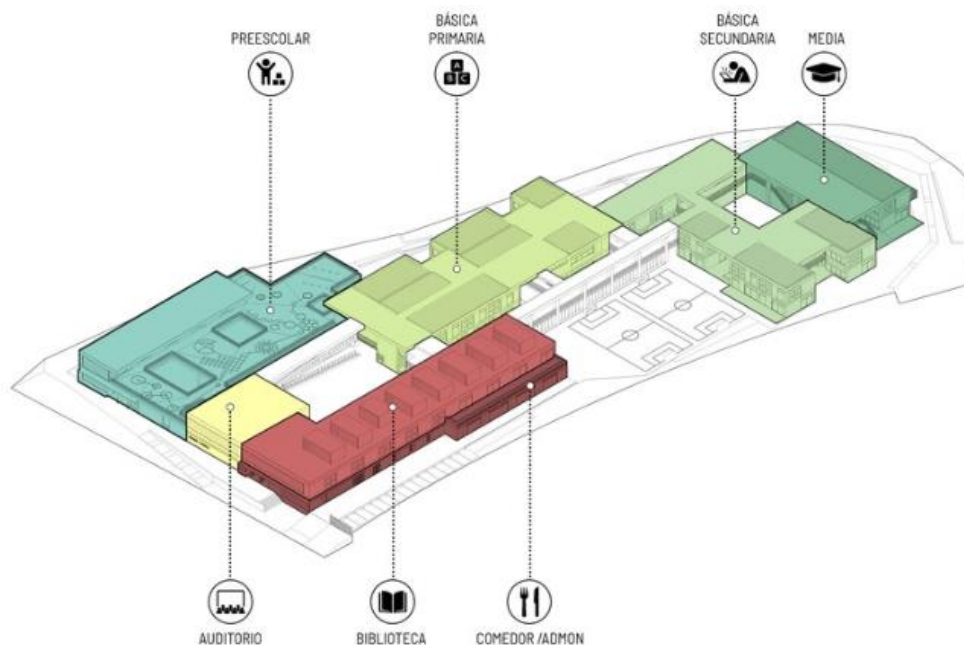 PREESCOLAR
BÁSICA
PRIMARIA
A
B C
BÁSICA
SECUNDARIA
MEDIA
AUDITORIO
BIBLIOTECA
COMEDOR /ADMON